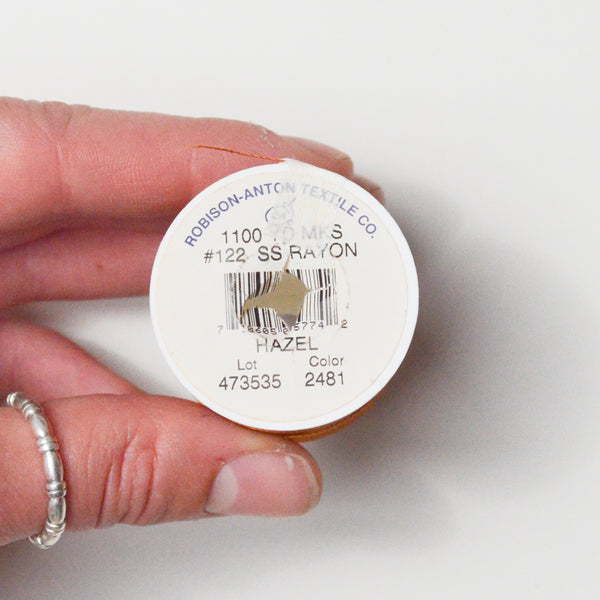 ROBISON-ANTON TEXTILE CO.
1100 YD MKS
#122 SS RAYON
HAZEL
Lot Color
473535 2481